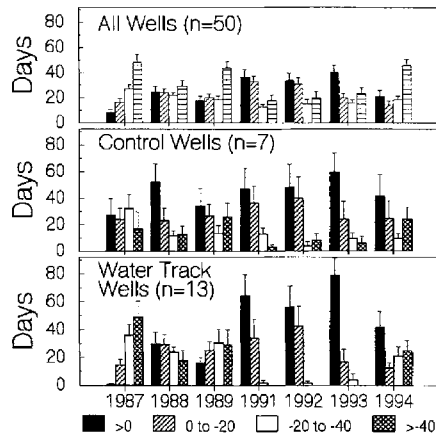 All Wells (n=50)
80
60
40
20
0
Days
Control Wells (n=7)
80
60
40
20
0
Days
Water Track
Wells (n=13)
80
60
40
20
0
Days
1987 1988 1989 1991 1992 1993 1994
>0 0 to -20 -20 to -40 >-40